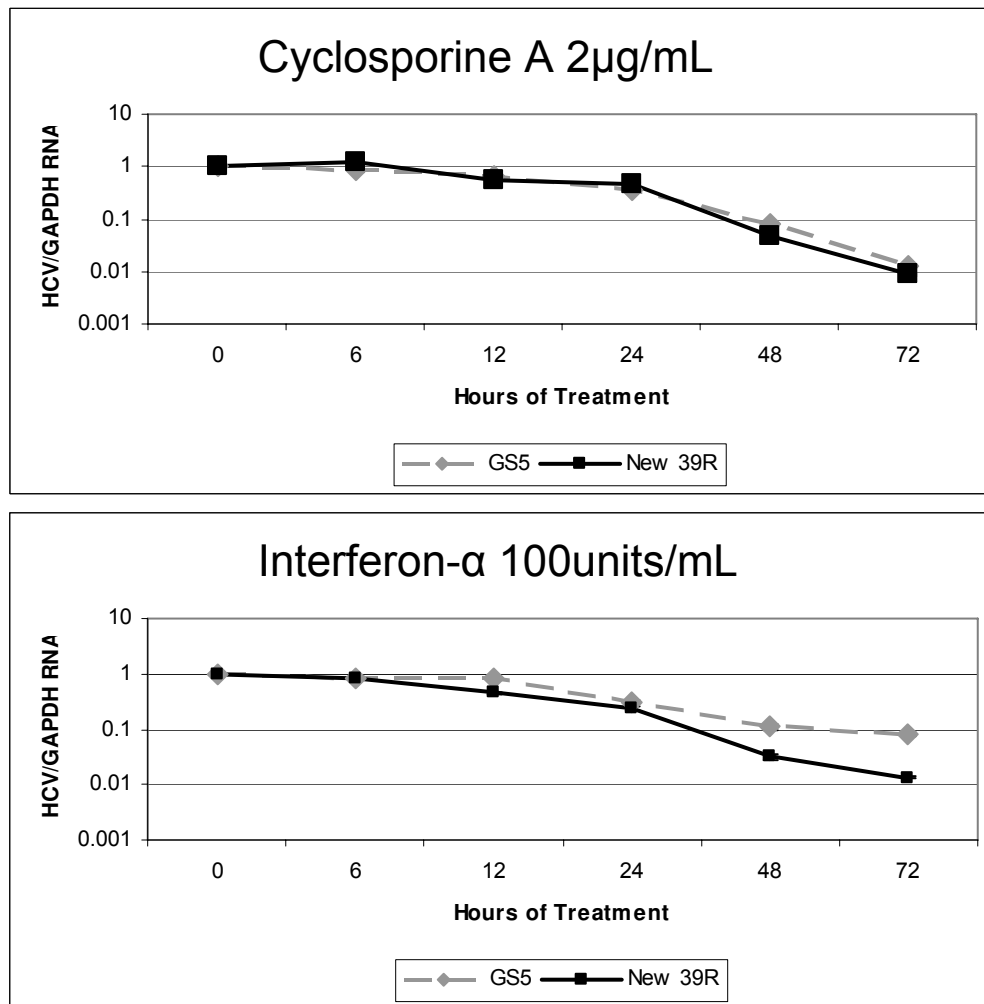 Cyclosporine A 2µg/mL
HCV/GAPDH RNA
10
1
0.1
0.01
0.001
0 6 12 24 48 72
Hours of Treatment
GS5 New 39R
Interferon-α 100units/mL
HCV/GAPDH RNA
10
1
0.1
0.01
0.001
0 6 12 24 48 72
Hours of Treatment
GS5 New 39R